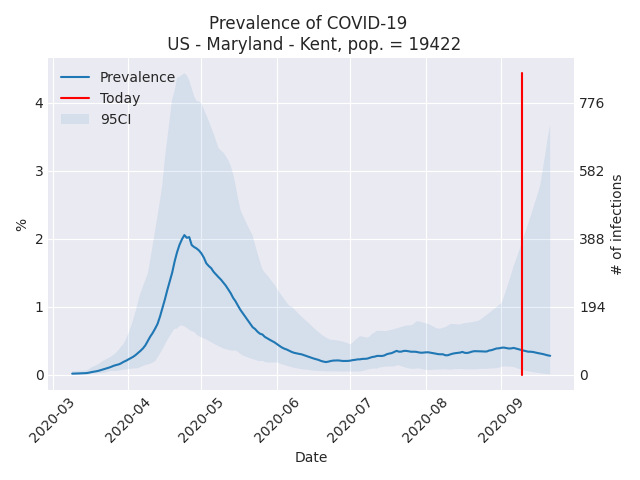 Prevalence of COVID-19
US - Maryland - Kent, pop. = 19422
Prevalence
Today
95CI
4
3
2
1
0
%
776
582
388
194
0
# of infections
2020-03
2020-04
2020-05
2020-06
2020-07
2020-08
2020-09
Date